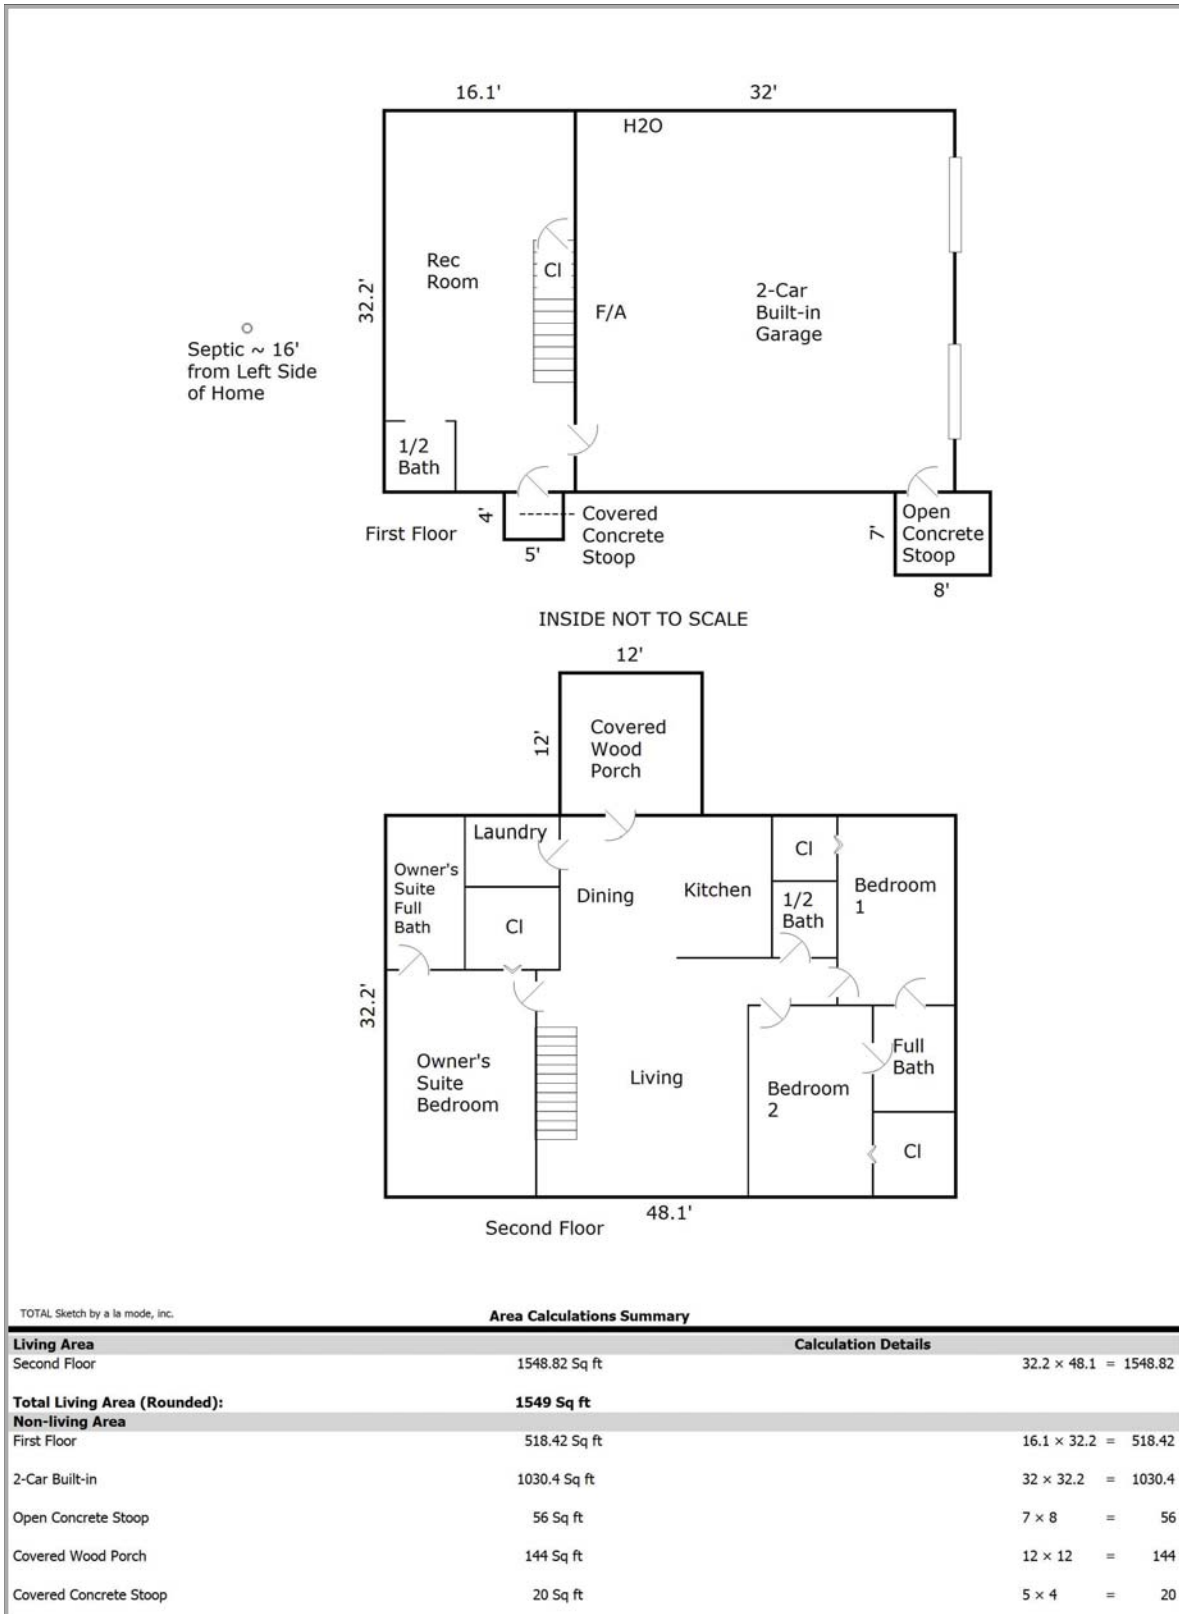 16.1'
32'
H2O
Rec
Room
Cl
32.2'
F/A
2-Car
Built-in
Garage
Septic ~ 16'
from Left Side
of Home
1/2
Bath
First Floor
4'
5'
Covered
Concrete
Stoop
7'
Open
Concrete
Stoop
8'
INSIDE NOT TO SCALE
12'
12'
Covered
Wood
Porch
Laundry
Owner's
Suite
Full
Bath
Cl
Dining
Kitchen
Cl
1/2
Bath
Bedroom
1
32.2'
Owner's
Suite
Bedroom
Living
Bedroom
2
Full
Bath
Cl
48.1'
Second Floor
TOTAL Sketch by a la mode, inc.
Area Calculations Summary
Living Area Calculation Details
Second Floor 1548.82 Sq ft 32.2 × 48.1 = 1548.82
Total Living Area (Rounded): 1549 Sq ft
Non-living Area
First Floor 518.42 Sq ft 16.1 × 32.2 = 518.42
2-Car Built-in 1030.4 Sq ft 32 × 32.2 = 1030.4
Open Concrete Stoop 56 Sq ft 7 × 8 = 56
Covered Wood Porch 144 Sq ft 12 × 12 = 144
Covered Concrete Stoop 20 Sq ft 5 × 4 = 20